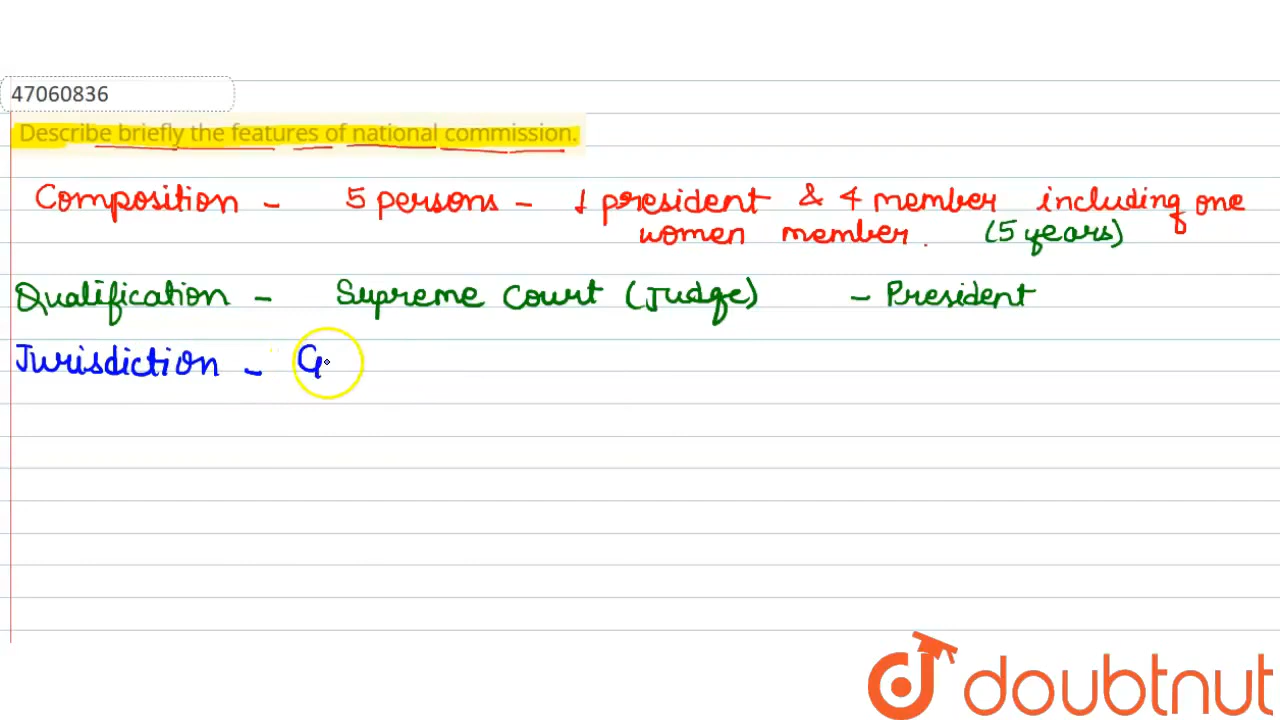 47060836
Describe briefly the features of national commission.
Composition - 5 persons - 1 president & 4 member including one
women member. (5 years)
Qualification - Supreme Court (Judge) - President
Jurisdiction - G
doubtnut